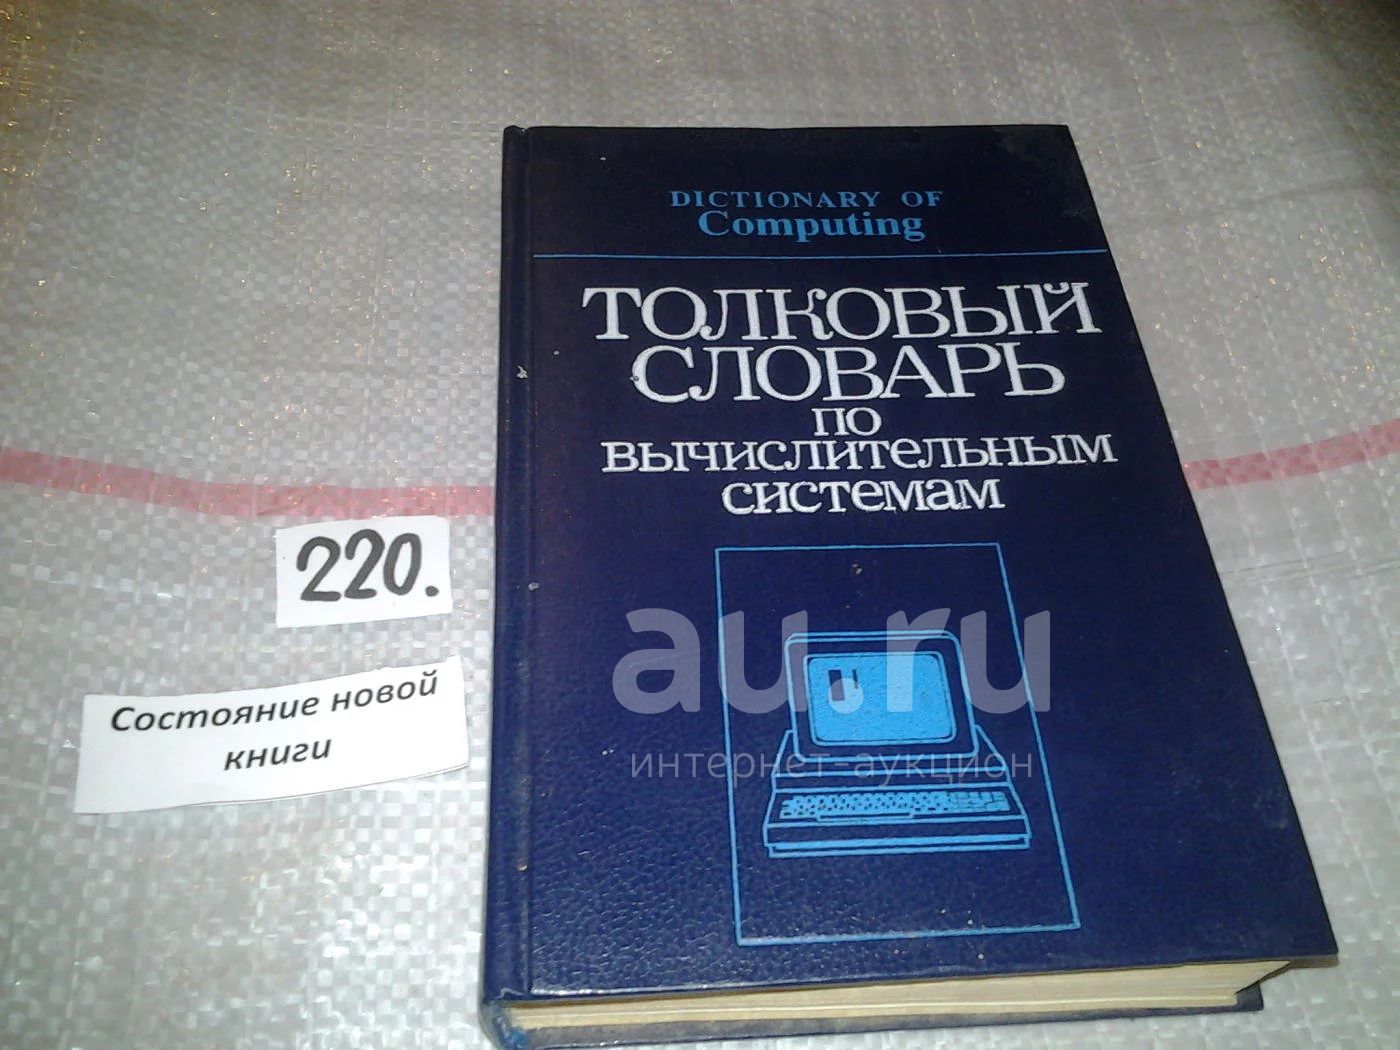 DICTIONARY OF
Computing
ТОЛКОВЫЙ
СЛОВАРЬ
ПО
ВЫЧИСЛИТЕЛЬНЫМ
СИСТЕМАМ
220.
Состояние новой
книги
au.ru
интернет-аукцион